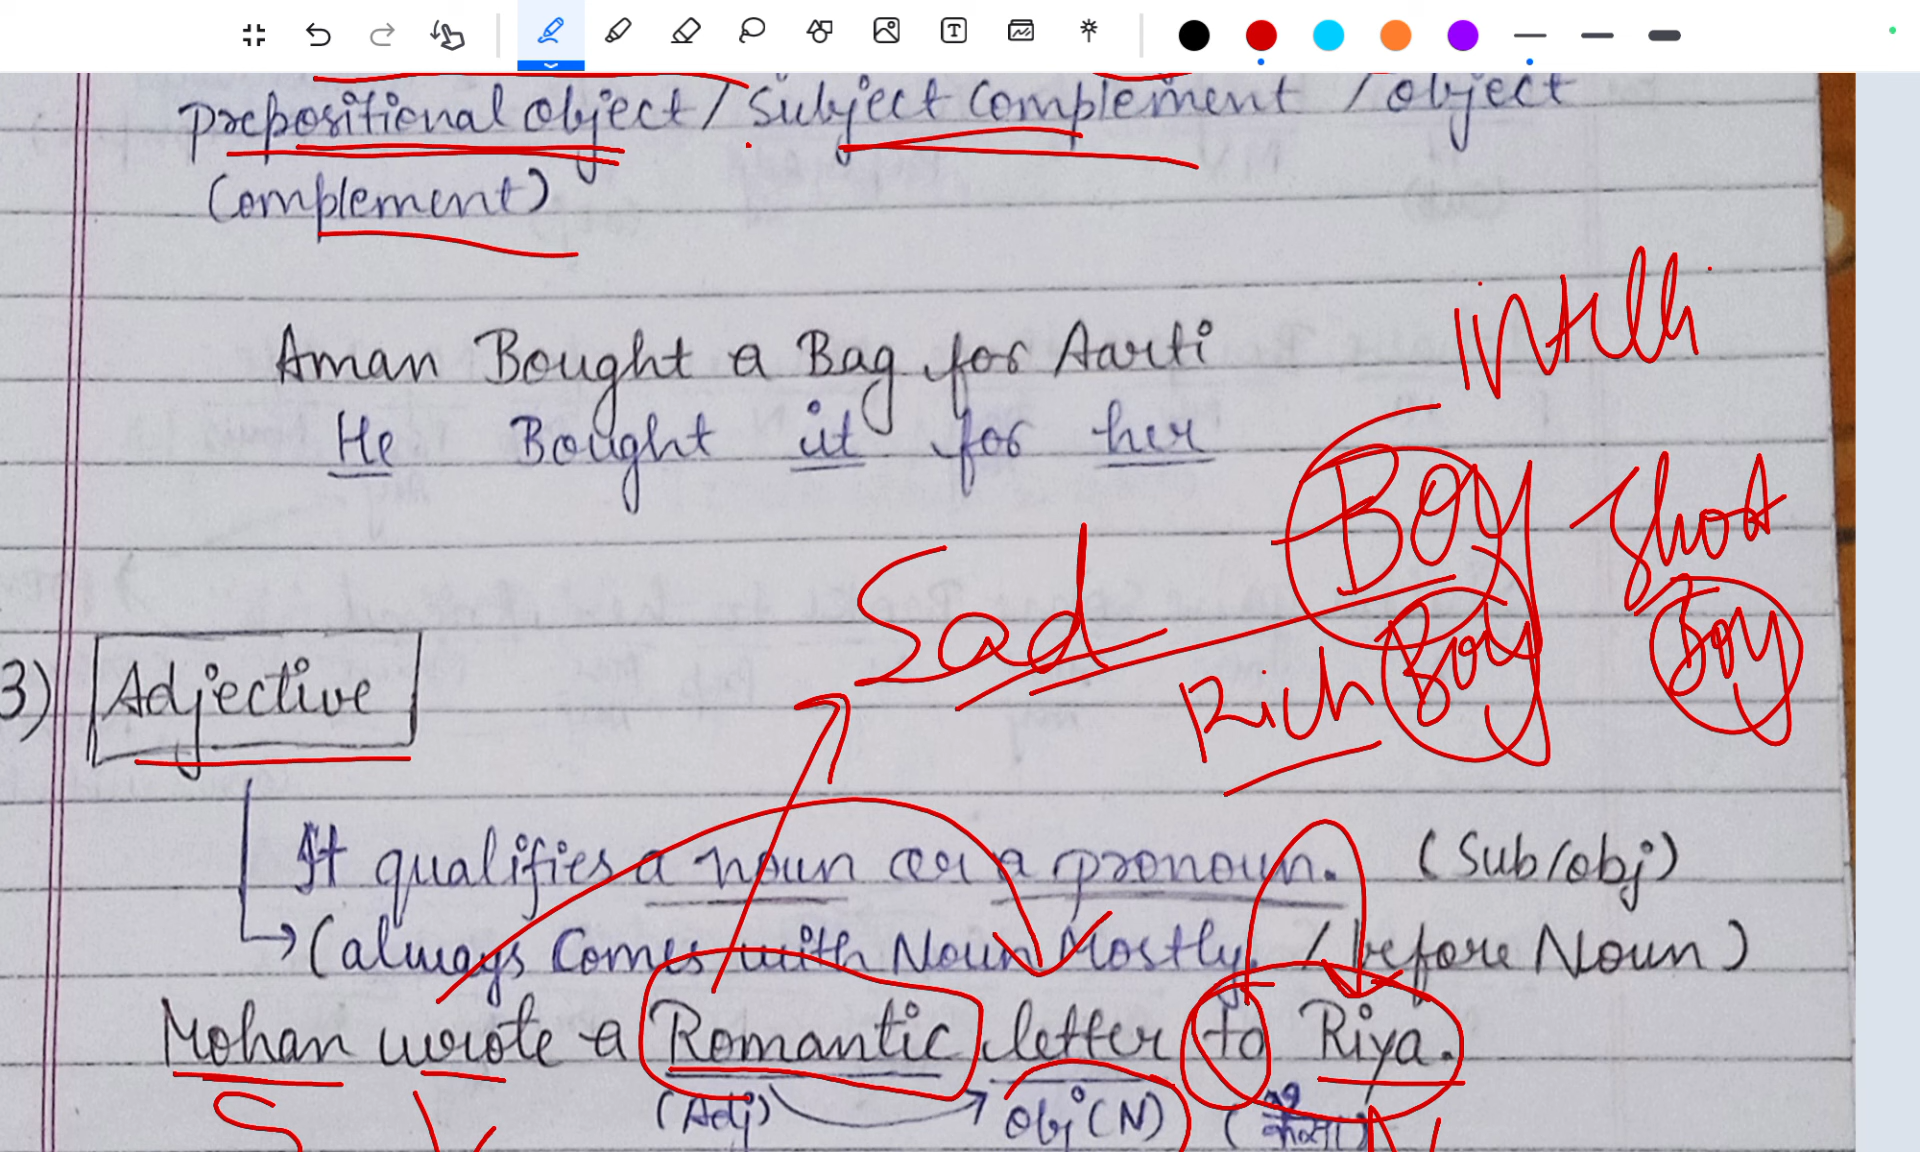 prepositional object / Subject Complement / object
Complement)
Aman Bought a Bag for Aarti
He Bought it for her
intelli
Boy
Short
Boy
Sad
Rich Boy
3) Adjective
It qualifies a noun or a pronoun. (Sub/obj)
(always Comes with Noun Mostly. / before Noun)
Mohan wrote a Romantic letter to Riya.
(Adj) obj (N)
S V